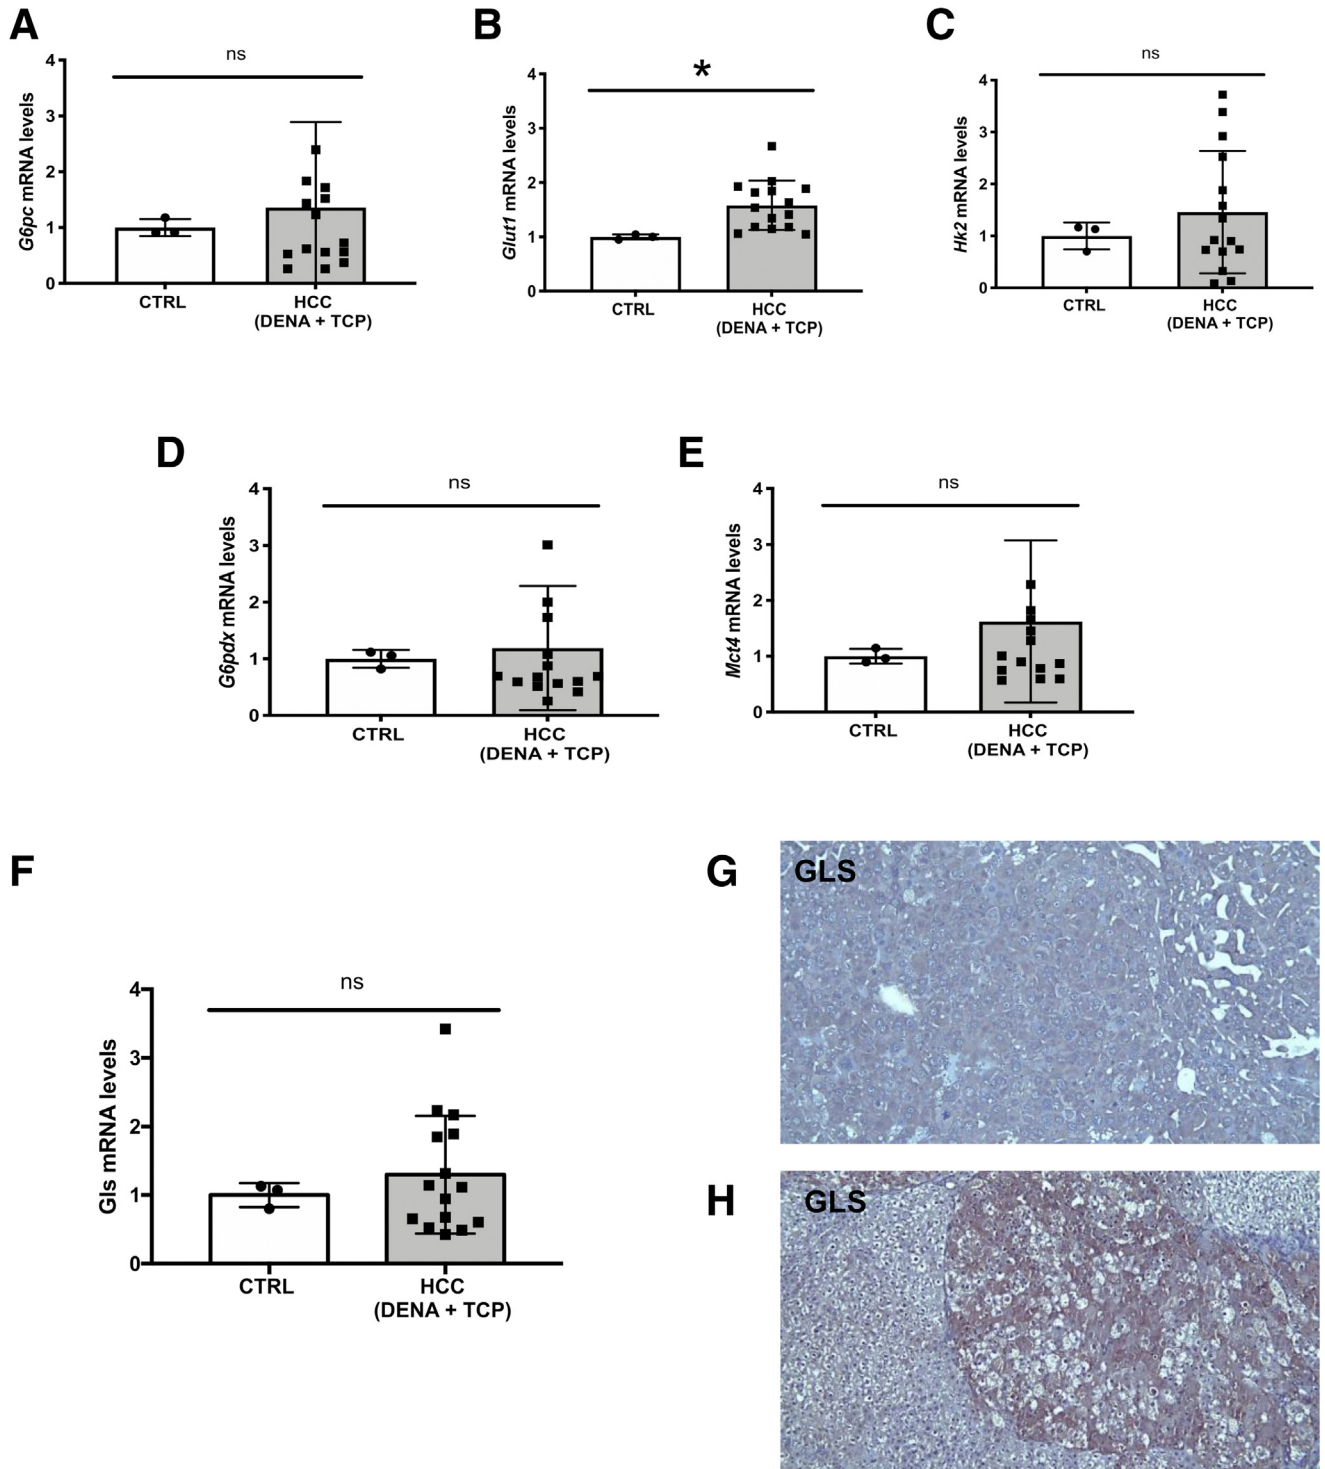 A
ns
G6pc mRNA levels
4
3
2
1
0
CTRL
HCC
(DENA + TCP)
B
*
Glut1 mRNA levels
4
3
2
1
0
CTRL
HCC
(DENA + TCP)
C
ns
Hk2 mRNA levels
4
3
2
1
0
CTRL
HCC
(DENA + TCP)
D
ns
G6pdx mRNA levels
4
3
2
1
0
CTRL
HCC
(DENA + TCP)
E
ns
Mct4 mRNA levels
4
3
2
1
0
CTRL
HCC
(DENA + TCP)
F
ns
Gls mRNA levels
4
3
2
1
0
CTRL
HCC
(DENA + TCP)
G
GLS
H
GLS